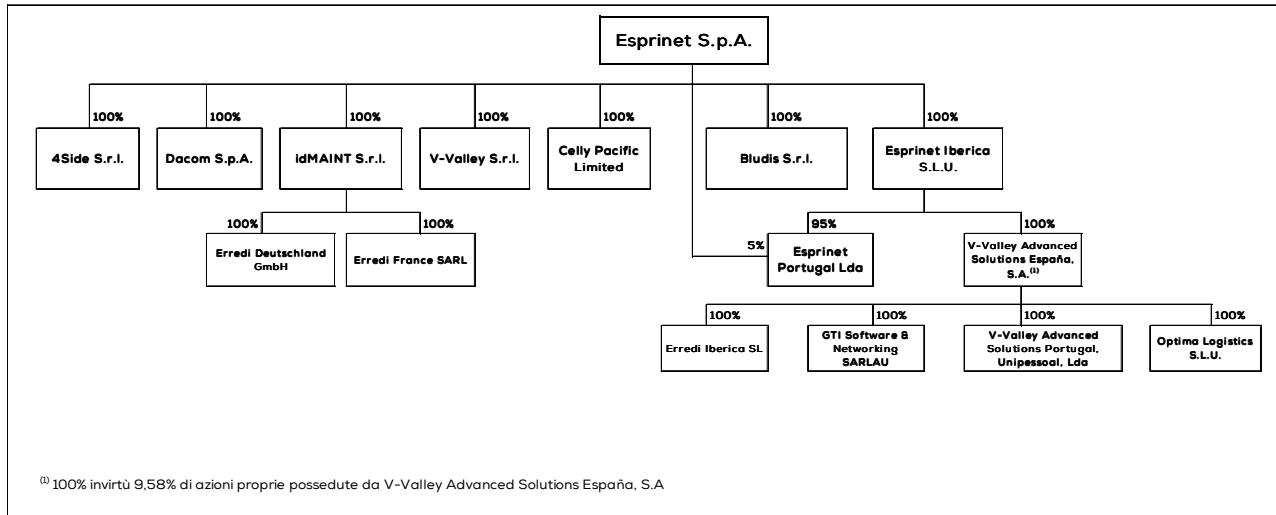 Esprinet S.p.A.
100%
100%
100%
100%
100%
100%
100%
4Side S.r.l.
Dacom S.p.A.
idMAINT S.r.l.
V-Valley S.r.l.
Celly Pacific
Limited
Bludis S.r.l.
Esprinet Iberica
S.L.U.
100%
100%
95%
100%
5%
Erredi Deutschland
GmbH
Erredi France SARL
Esprinet
Portugal Lda
V-Valley Advanced
Solutions España,
S.A.(1)
100%
100%
100%
100%
Erredi Iberica SL
GTI Software &
Networking
SARLAU
V-Valley Advanced
Solutions Portugal,
Unipessoal, Lda
Optima Logistics
S.L.U.
(1) 100% invirtù 9,58% di azioni proprie possedute da V-Valley Advanced Solutions España, S.A